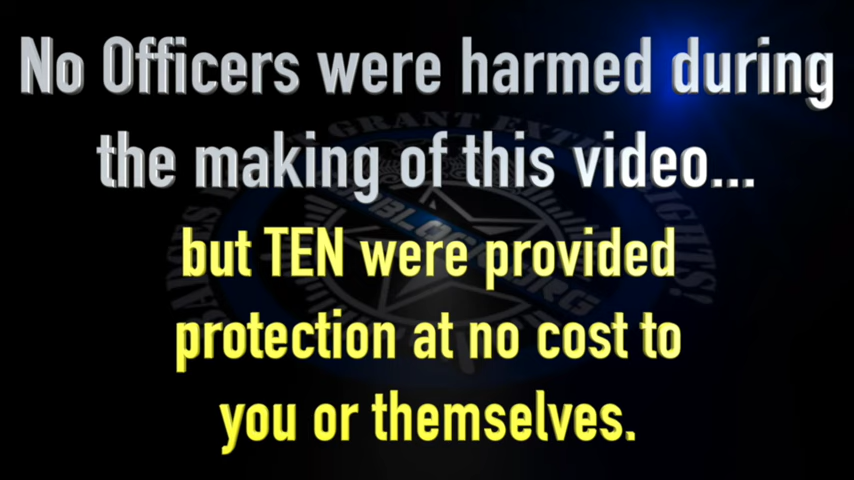 No Officers were harmed during
the making of this video...
but TEN were provided
protection at no cost to
you or themselves.